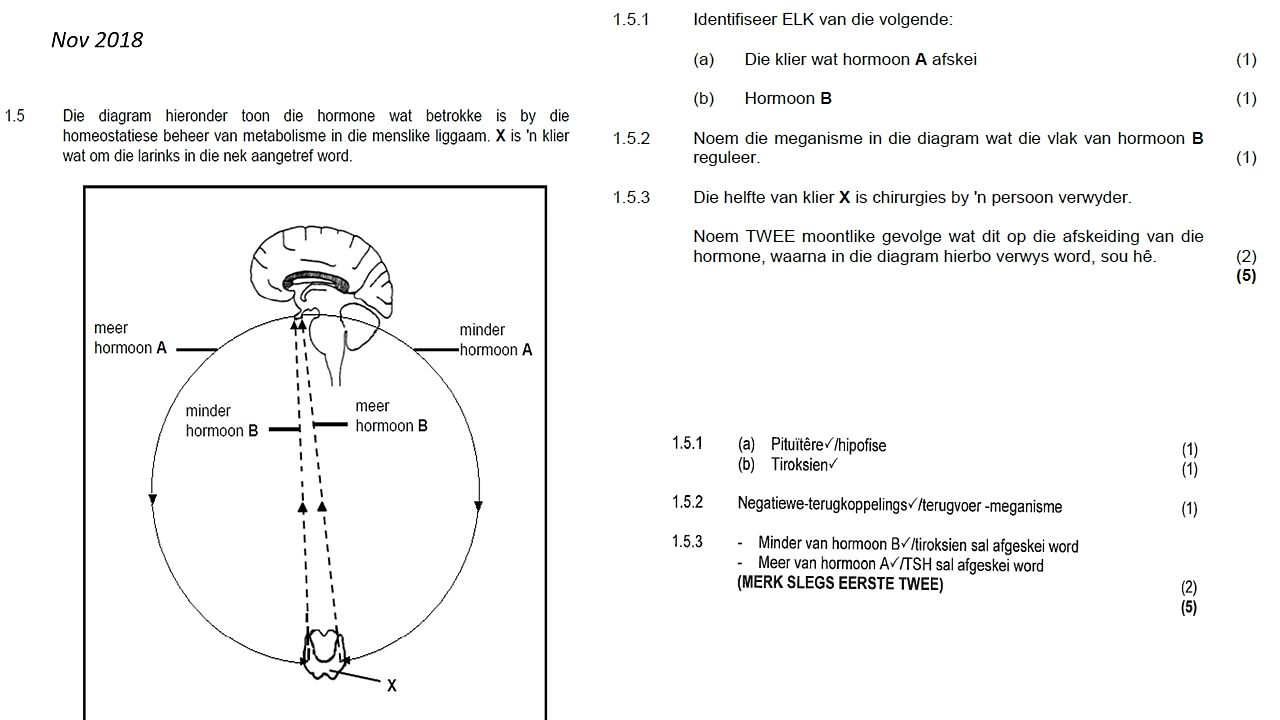 Nov 2018
1.5 Die diagram hieronder toon die hormone wat betrokke is by die
homeostatiese beheer van metabolisme in die menslike liggaam. X is 'n klier
wat om die larinks in die nek aangetref word.
meer
hormoon A
minder
hormoon A
minder
hormoon B
meer
hormoon B
X
1.5.1 Identifiseer ELK van die volgende:
(a) Die klier wat hormoon A afskei (1)
(b) Hormoon B (1)
1.5.2 Noem die meganisme in die diagram wat die vlak van hormoon B
reguleer. (1)
1.5.3 Die helfte van klier X is chirurgies by 'n persoon verwyder.
Noem TWEE moontlike gevolge wat dit op die afskeiding van die
hormone, waarna in die diagram hierbo verwys word, sou hê. (2)
(5)
1.5.1 (a) Pituïtêre✓/hipofise (1)
(b) Tiroksien✓ (1)
1.5.2 Negatiewe-terugkoppelings✓/terugvoer -meganisme (1)
1.5.3 - Minder van hormoon B✓/tiroksien sal afgeskei word
- Meer van hormoon A✓/TSH sal afgeskei word
(MERK SLEGS EERSTE TWEE) (2)
(5)